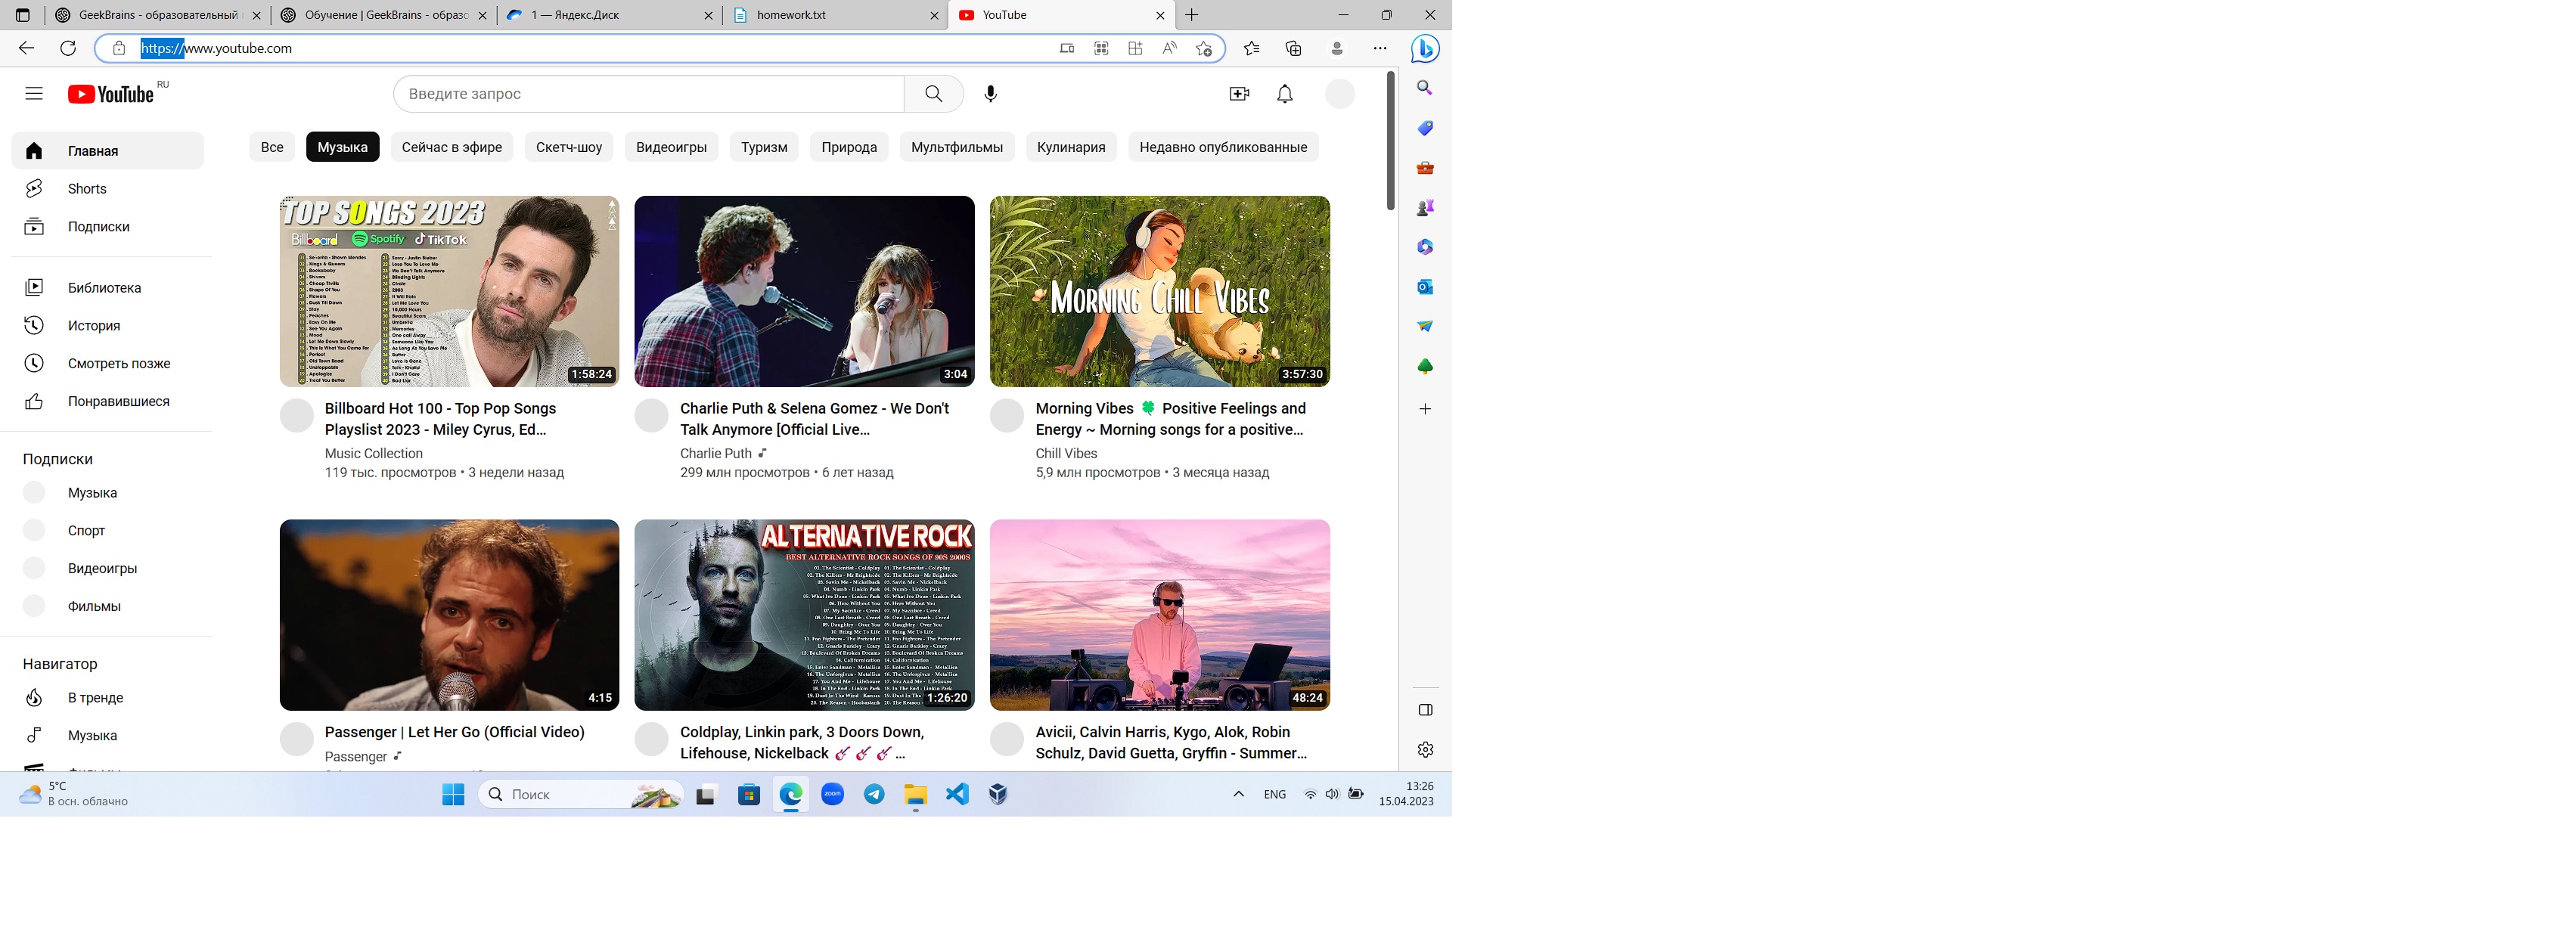 GeekBrains - образовательный
Обучение | GeekBrains - образо
1 — Яндекс.Диск
homework.txt
YouTube
https://www.youtube.com
YouTube RU
Введите запрос
Главная
Shorts
Подписки
Библиотека
История
Смотреть позже
Понравившиеся
Подписки
Музыка
Спорт
Видеоигры
Фильмы
Навигатор
В тренде
Музыка
Все
Музыка
Сейчас в эфире
Скетч-шоу
Видеоигры
Туризм
Природа
Мультфильмы
Кулинария
Недавно опубликованные
TOP SONGS 2023
Billboard Spotify TikTok
1:58:24
Billboard Hot 100 - Top Pop Songs
Playslist 2023 - Miley Cyrus, Ed...
Music Collection
119 тыс. просмотров • 3 недели назад
3:04
Charlie Puth & Selena Gomez - We Don't
Talk Anymore [Official Live...
Charlie Puth
299 млн просмотров • 6 лет назад
MORNING CHILL VIBES
3:57:30
Morning Vibes 🍀 Positive Feelings and
Energy ~ Morning songs for a positive...
Chill Vibes
5,9 млн просмотров • 3 месяца назад
4:15
Passenger | Let Her Go (Official Video)
Passenger
ALTERNATIVE ROCK
BEST ALTERNATIVE ROCK SONGS OF 90S 2000S
1:26:20
Coldplay, Linkin park, 3 Doors Down,
Lifehouse, Nickelback 🎸 🎸 🎸 ...
48:24
Avicii, Calvin Harris, Kygo, Alok, Robin
Schulz, David Guetta, Gryffin - Summer...
5°C
В осн. облачно
Поиск
zoom
ENG
13:26
15.04.2023